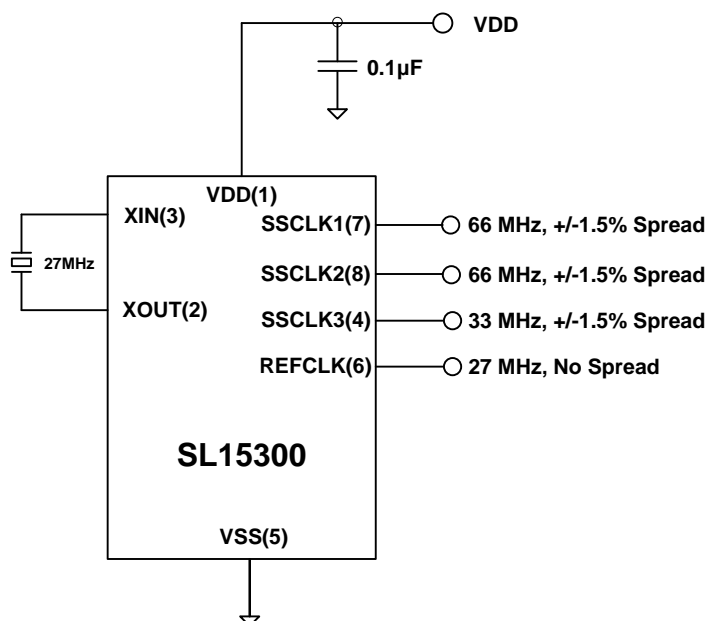 VDD
0.1µF
VDD(1)
XIN(3)
SSCLK1(7)
66 MHz, +/-1.5% Spread
27MHz
SSCLK2(8)
66 MHz, +/-1.5% Spread
XOUT(2)
SSCLK3(4)
33 MHz, +/-1.5% Spread
REFCLK(6)
27 MHz, No Spread
SL15300
VSS(5)